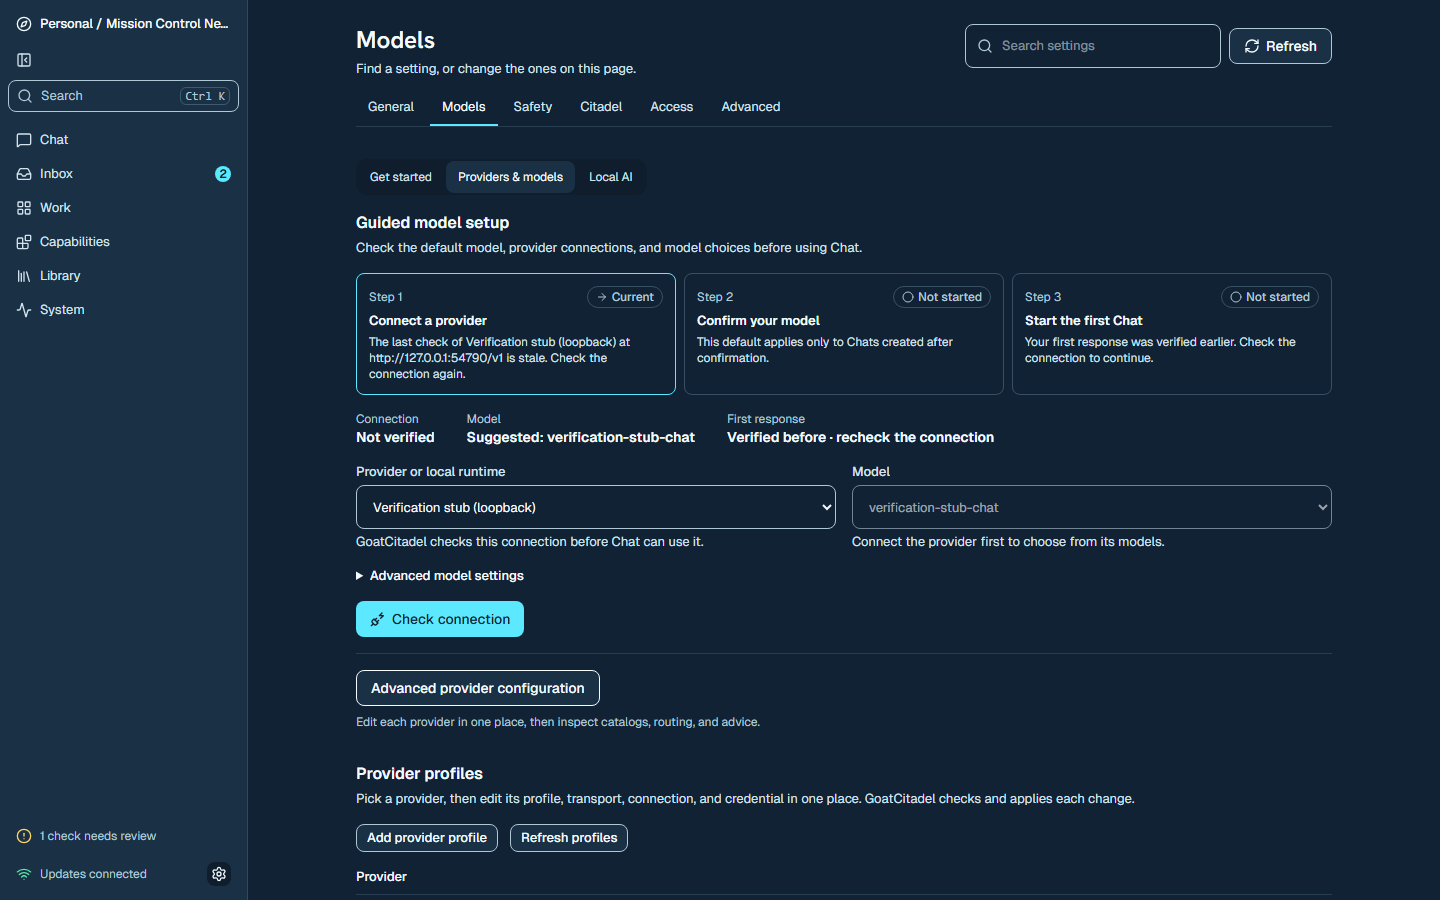 Personal / Mission Control Ne...
Search
Ctrl K
Chat
Inbox
2
Work
Capabilities
Library
System
1 check needs review
Updates connected
Models
Find a setting, or change the ones on this page.
Search settings
Refresh
General
Models
Safety
Citadel
Access
Advanced
Get started
Providers & models
Local AI
Guided model setup
Check the default model, provider connections, and model choices before using Chat.
Step 1
Current
Connect a provider
The last check of Verification stub (loopback) at
http://127.0.0.1:54790/v1 is stale. Check the
connection again.
Step 2
Not started
Confirm your model
This default applies only to Chats created after
confirmation.
Step 3
Not started
Start the first Chat
Your first response was verified earlier. Check the
connection to continue.
Connection
Not verified
Model
Suggested: verification-stub-chat
First response
Verified before · recheck the connection
Provider or local runtime
Verification stub (loopback)
GoatCitadel checks this connection before Chat can use it.
Model
verification-stub-chat
Connect the provider first to choose from its models.
Advanced model settings
Check connection
Advanced provider configuration
Edit each provider in one place, then inspect catalogs, routing, and advice.
Provider profiles
Pick a provider, then edit its profile, transport, connection, and credential in one place. GoatCitadel checks and applies each change.
Add provider profile
Refresh profiles
Provider